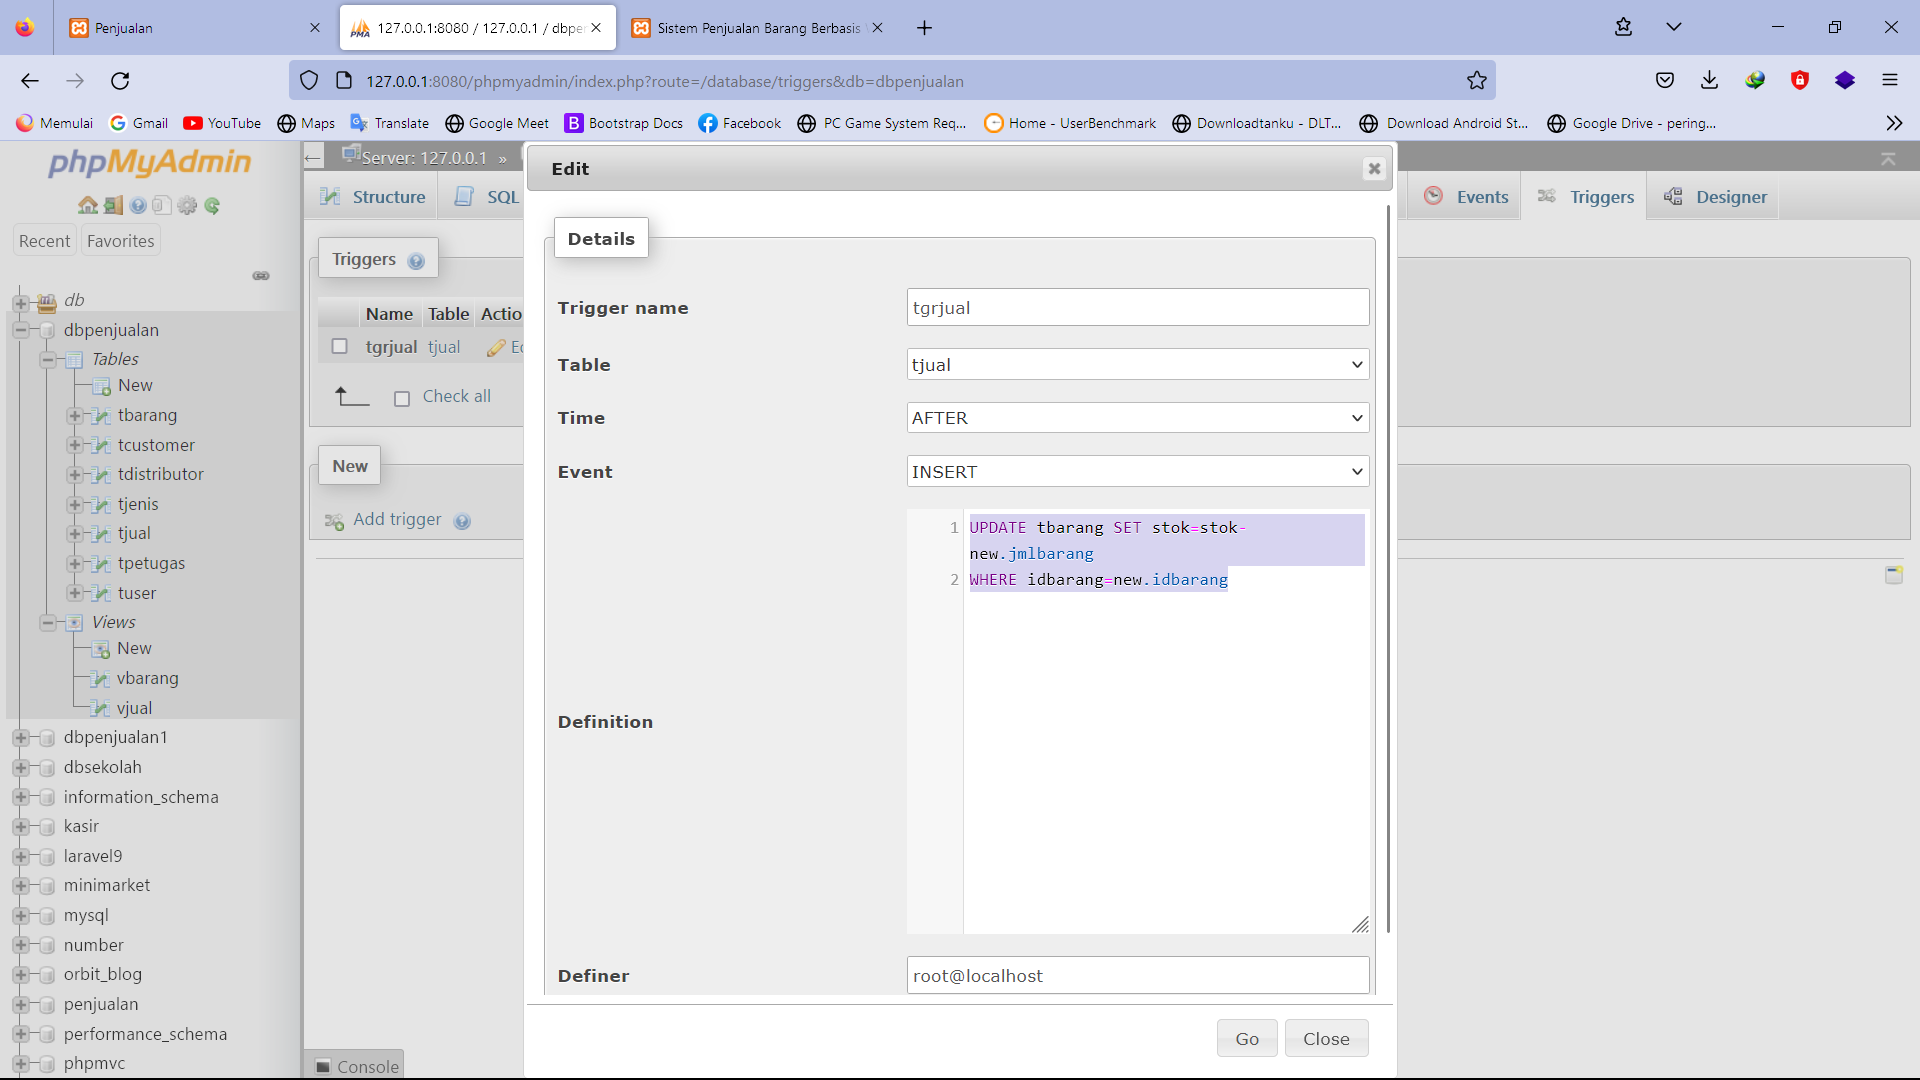 Penjualan
127.0.0.1:8080 / 127.0.0.1 / dbpen
Sistem Penjualan Barang Berbasis
127.0.0.1:8080/phpmyadmin/index.php?route=/database/triggers&db=dbpenjualan
Memulai
Gmail
YouTube
Maps
Translate
Google Meet
Bootstrap Docs
Facebook
PC Game System Req...
Home - UserBenchmark
Downloadtanku - DLT...
Download Android St...
Google Drive - pering...
phpMyAdmin
Recent
Favorites
db
dbpenjualan
Tables
New
tbarang
tcustomer
tdistributor
tjenis
tjual
tpetugas
tuser
Views
New
vbarang
vjual
dbpenjualan1
dbsekolah
information_schema
kasir
laravel9
minimarket
mysql
number
orbit_blog
penjualan
performance_schema
phpmvc
Server: 127.0.0.1 »
Structure
SQL
Events
Triggers
Designer
Triggers
Name Table Actio
tgrjual tjual
Check all
New
Add trigger
Console
Edit
Details
Trigger name
tgrjual
Table
tjual
Time
AFTER
Event
INSERT
Definition
1 UPDATE tbarang SET stok=stok-
new.jmlbarang
2 WHERE idbarang=new.idbarang
Definer
root@localhost
Go
Close